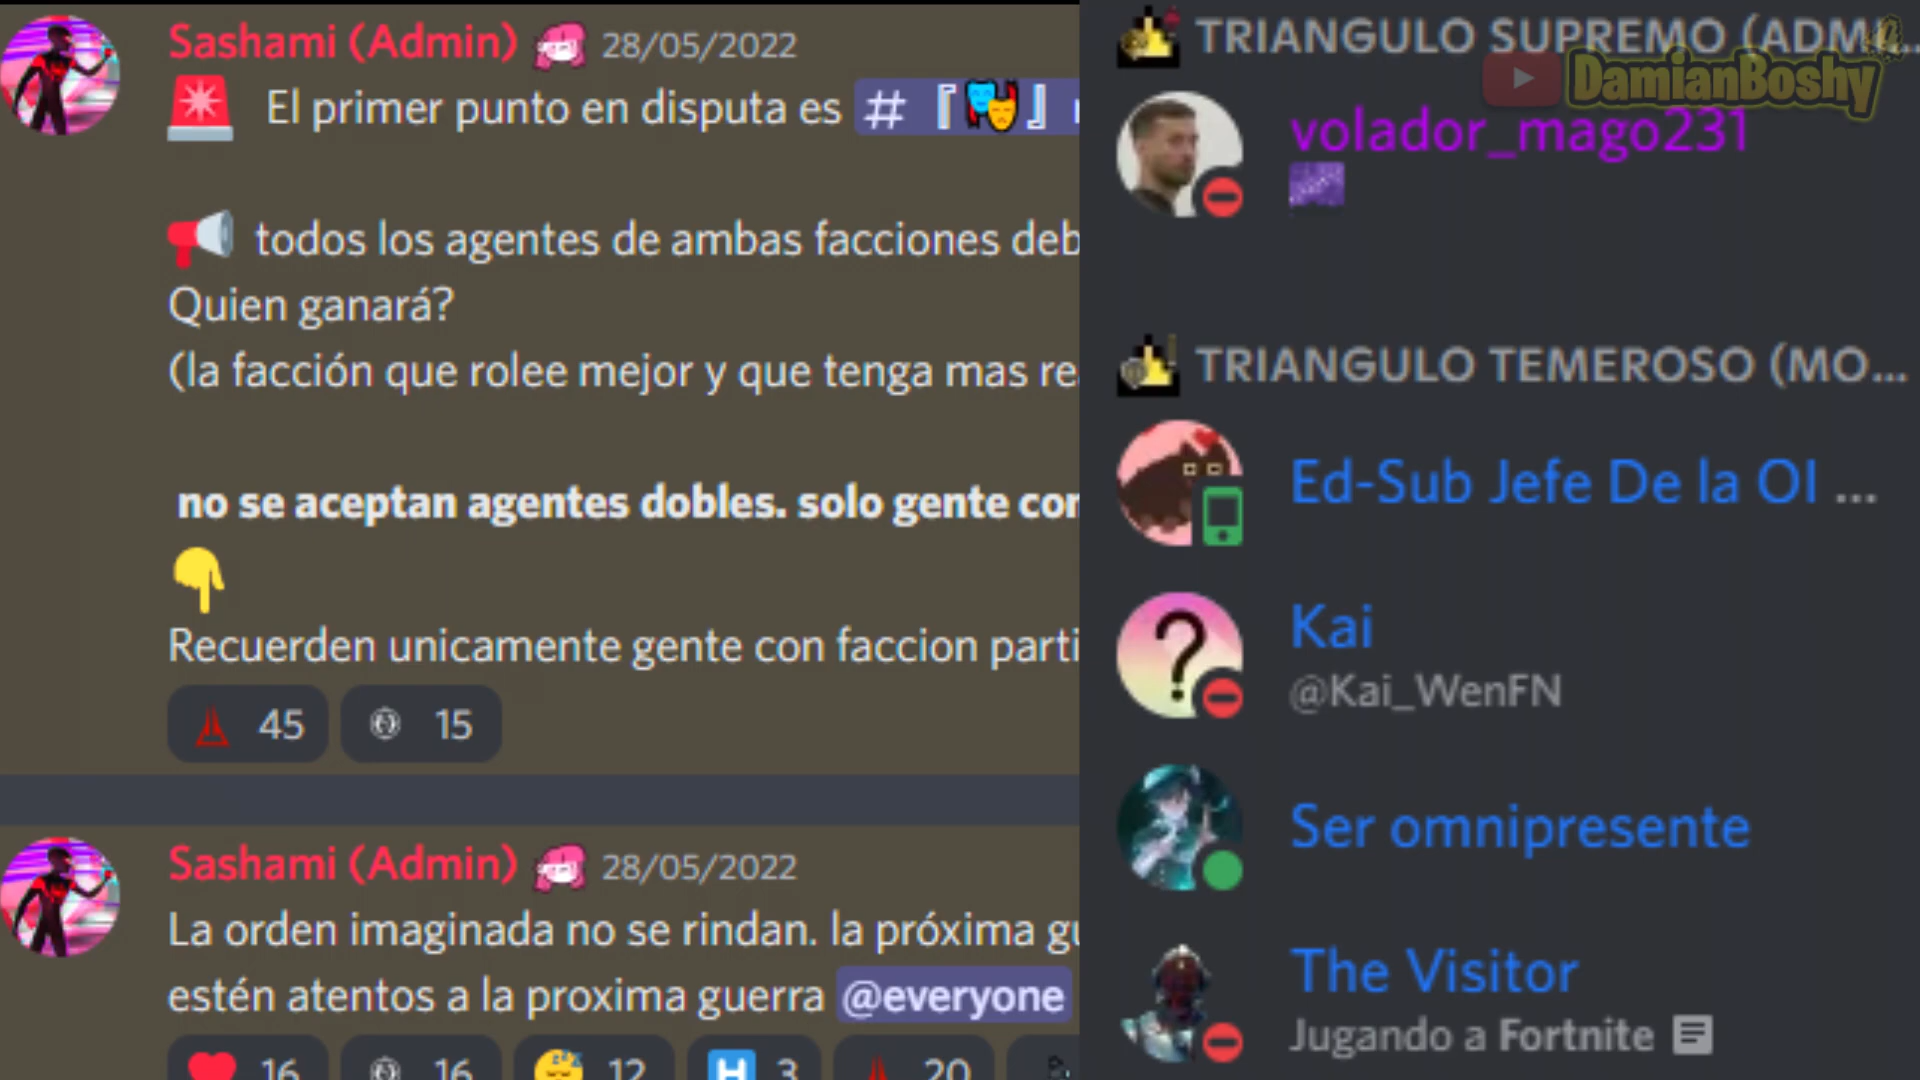 Sashami (Admin) 28/05/2022
El primer punto en disputa es # 『🎭』
todos los agentes de ambas facciones deb
Quien ganará?
(la facción que rolee mejor y que tenga mas re
no se aceptan agentes dobles. solo gente con
Recuerden unicamente gente con faccion parti
45 15
Sashami (Admin) 28/05/2022
La orden imaginada no se rindan. la próxima gu
estén atentos a la proxima guerra @everyone
16 16 12 H 3 20
TRIANGULO SUPREMO (ADMI...
DamianBoshy
volador_mago231
TRIANGULO TEMEROSO (MO...
Ed-Sub Jefe De la OI ...
Kai
@Kai_WenFN
Ser omnipresente
The Visitor
Jugando a Fortnite